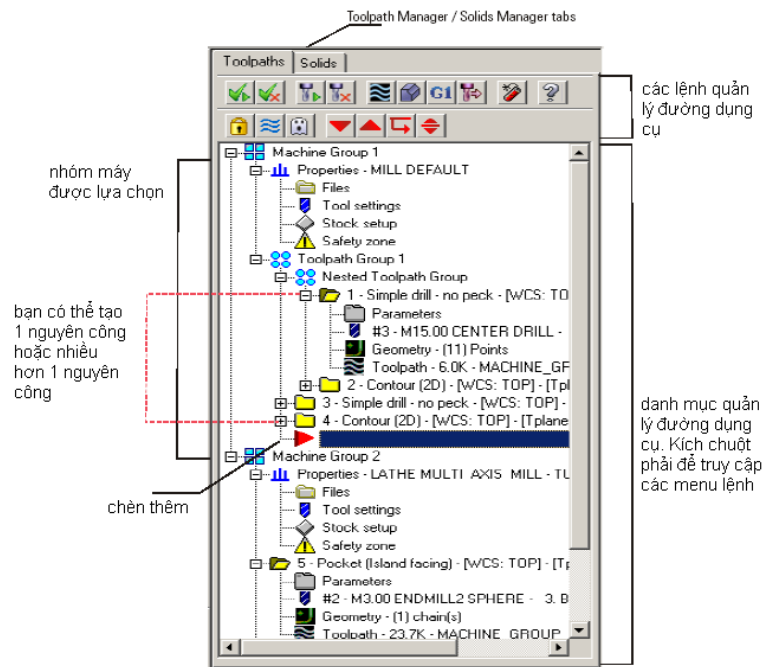 Toolpath Manager / Solids Manager tabs
Toolpaths
Solids
G1
các lệnh quản
lý đường dụng
cụ
nhóm máy
được lựa chọn
bạn có thể tạo
1 nguyên công
hoặc nhiều
hơn 1 nguyên
công
chèn thêm
Machine Group 1
Properties - MILL DEFAULT
Files
Tool settings
Stock setup
Safety zone
Toolpath Group 1
Nested Toolpath Group
1 - Simple drill - no peck - [WCS: TO
Parameters
#3 - M15.00 CENTER DRILL -
Geometry - (11) Points
Toolpath - 6.0K - MACHINE_GF
2 - Contour (2D) - [WCS: TOP] - [Tpl
3 - Simple drill - no peck - [WCS: TOP]
4 - Contour (2D) - [WCS: TOP] - [Tplane
Machine Group 2
Properties - LATHE MULTI_AXIS_MILL - TU
Files
Tool settings
Stock setup
Safety zone
5 - Pocket (Island facing) - [WCS: TOP] - [Tp
Parameters
#2 - M3.00 ENDMILL2 SPHERE - 3. B
Geometry - (1) chain(s)
Toolpath - 23.7K - MACHINE_GROUP
danh mục quản
lý đường dụng
cụ. Kích chuột
phải để truy cập
các menu lệnh